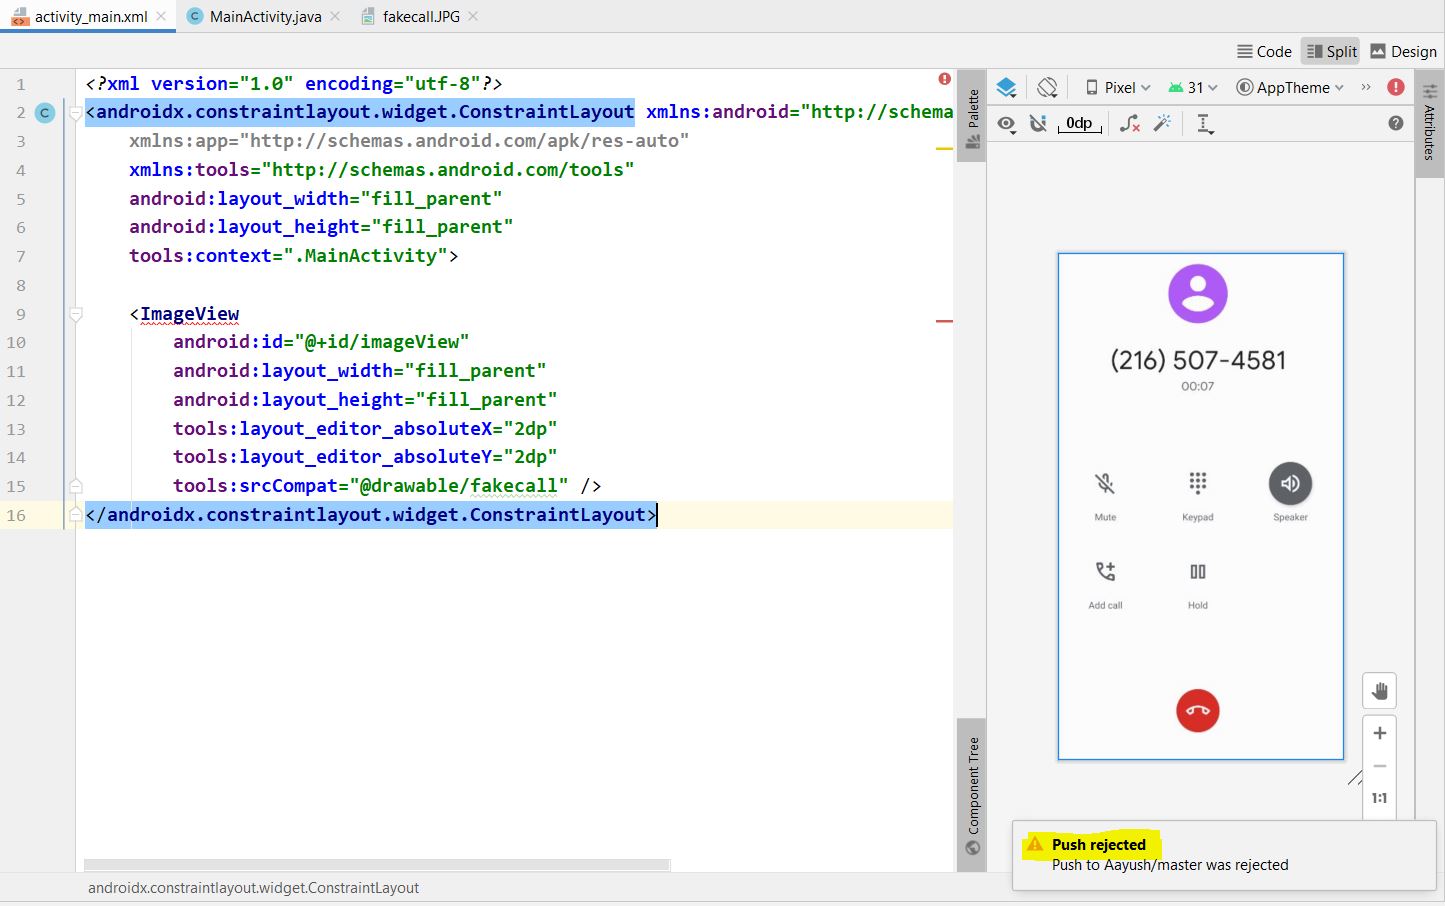 activity_main.xml MainActivity.java fakecall.JPG
Code Split Design
1 <?xml version="1.0" encoding="utf-8"?>
2 <androidx.constraintlayout.widget.ConstraintLayout xmlns:android="http://schema
3 xmlns:app="http://schemas.android.com/apk/res-auto"
4 xmlns:tools="http://schemas.android.com/tools"
5 android:layout_width="fill_parent"
6 android:layout_height="fill_parent"
7 tools:context=".MainActivity">
8
9 <ImageView
10 android:id="@+id/imageView"
11 android:layout_width="fill_parent"
12 android:layout_height="fill_parent"
13 tools:layout_editor_absoluteX="2dp"
14 tools:layout_editor_absoluteY="2dp"
15 tools:srcCompat="@drawable/fakecall" />
16 </androidx.constraintlayout.widget.ConstraintLayout>
androidx.constraintlayout.widget.ConstraintLayout
Palette
Component Tree
Pixel 31 AppTheme
0dp
Attributes
(216) 507-4581
00:07
Mute Keypad Speaker
Add call Hold
1:1
Push rejected
Push to Aayush/master was rejected